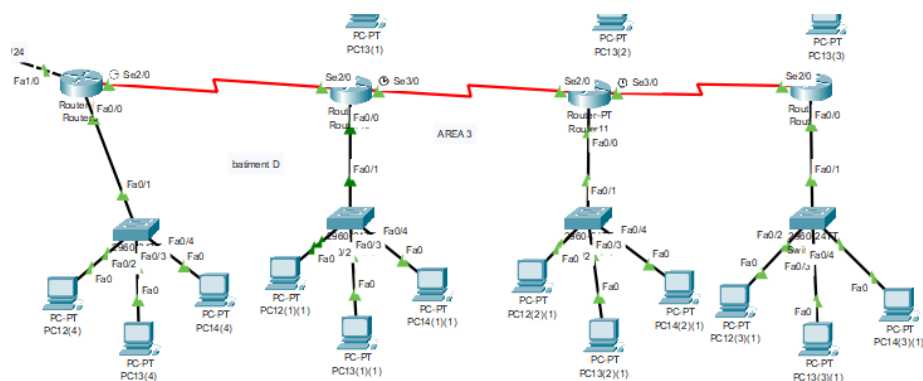 PC-PT
PC13(1)
PC-PT
PC13(2)
PC-PT
PC13(3)
/24
Fa1/0
Se2/0
Router
Fa0/0
Se2/0
Se3/0
Fa0/0
Se2/0
Se3/0
Router-PT
Router11
Fa0/0
Se2/0
Fa0/0
AREA 3
batiment D
Fa0/1
Fa0/1
Fa0/1
Fa0/1
2960
Fa0/2
Fa0/3
Fa0/4
Fa0
Fa0
Fa0
PC-PT
PC12(4)
PC-PT
PC13(4)
PC-PT
PC14(4)
2960
Fa0/3
Fa0/4
Fa0
Fa0
Fa0
PC-PT
PC12(1)(1)
PC-PT
PC13(1)(1)
PC-PT
PC14(1)(1)
Fa0/3
Fa0/4
Fa0
Fa0
Fa0
PC-PT
PC12(2)(1)
PC-PT
PC13(2)(1)
PC-PT
PC14(2)(1)
Fa0/2
Fa0/3
Fa0/4
Fa0
Fa0
Fa0
PC-PT
PC12(3)(1)
PC-PT
PC13(3)(1)
PC-PT
PC14(3)(1)